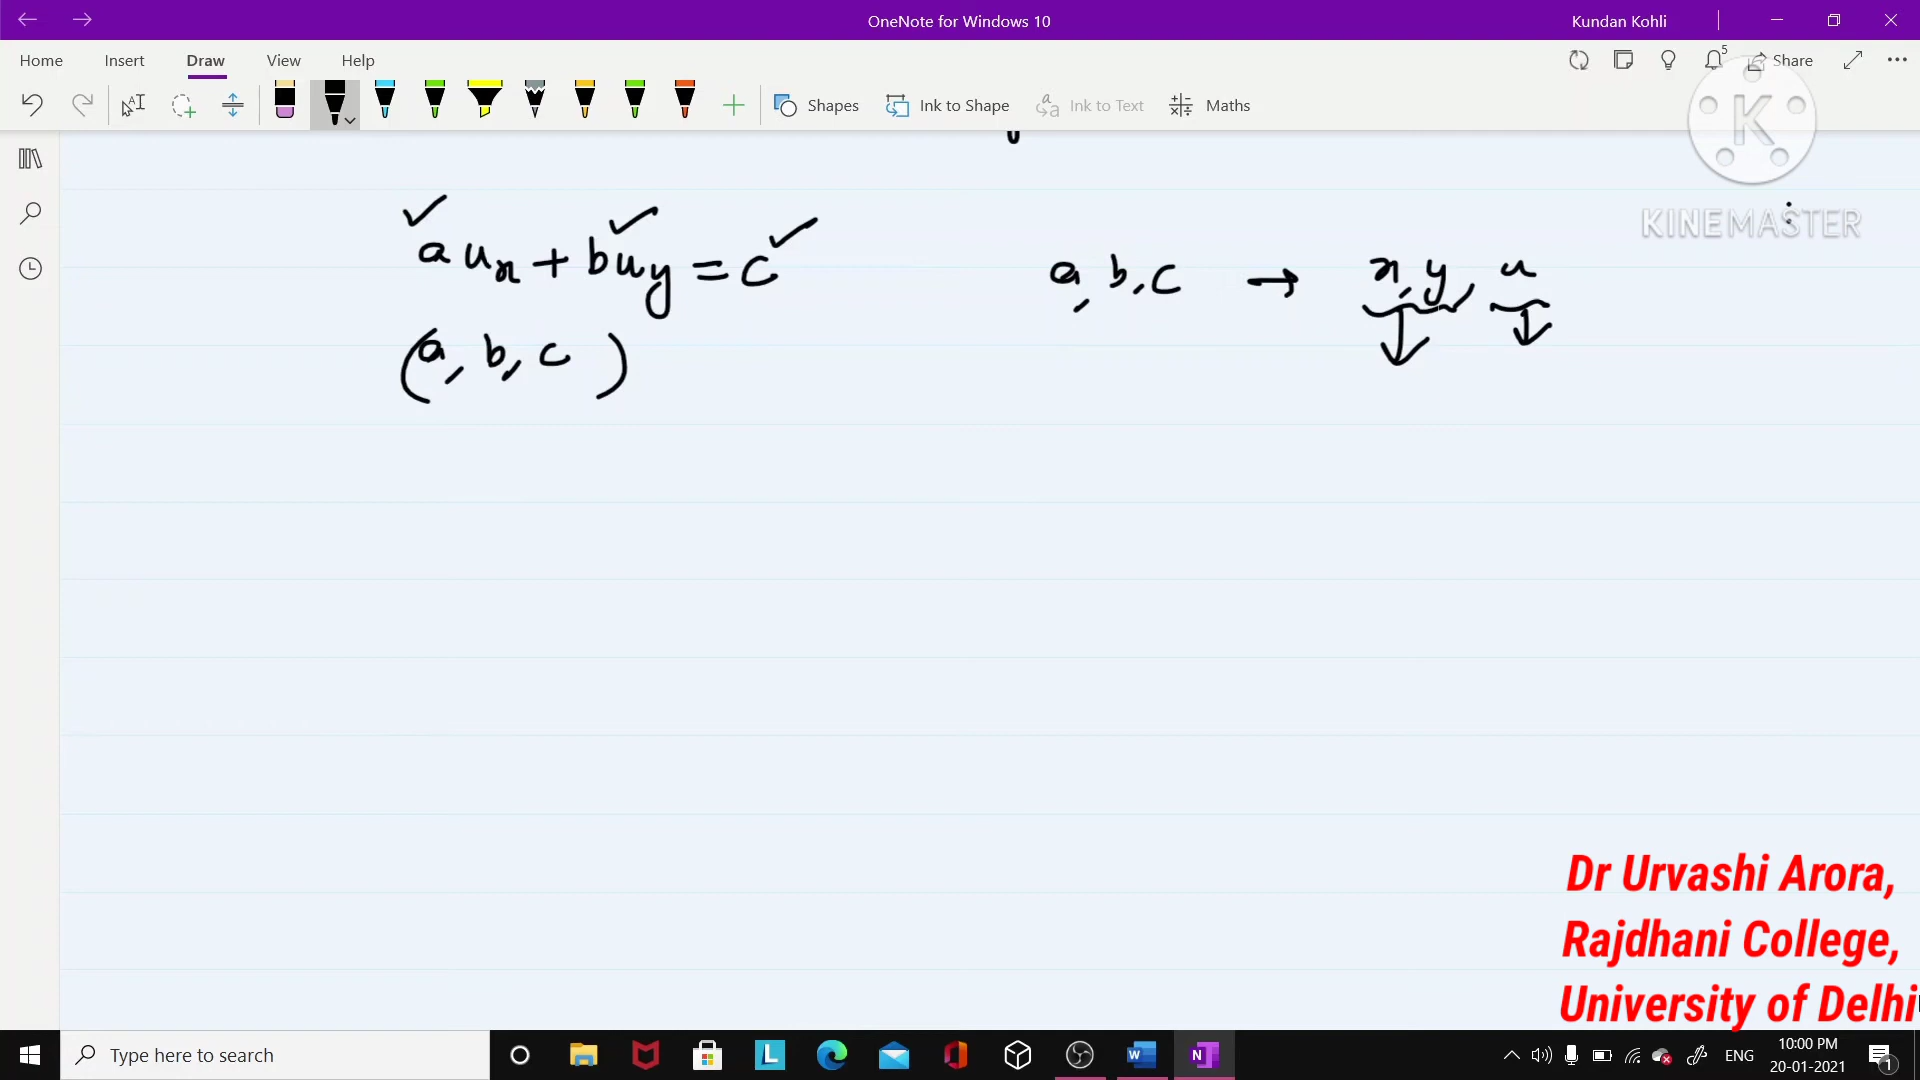 OneNote for Windows 10
Kundan Kohli
Home Insert Draw View Help
5 Share
Shapes Ink to Shape Ink to Text Maths
K
KINEMASTER
a uₓ + b u_y = c
a, b, c → x, y, u
(a, b, c)
Dr Urvashi Arora,
Rajdhani College,
University of Delhi
Type here to search
ENG
10:00 PM
20-01-2021
1